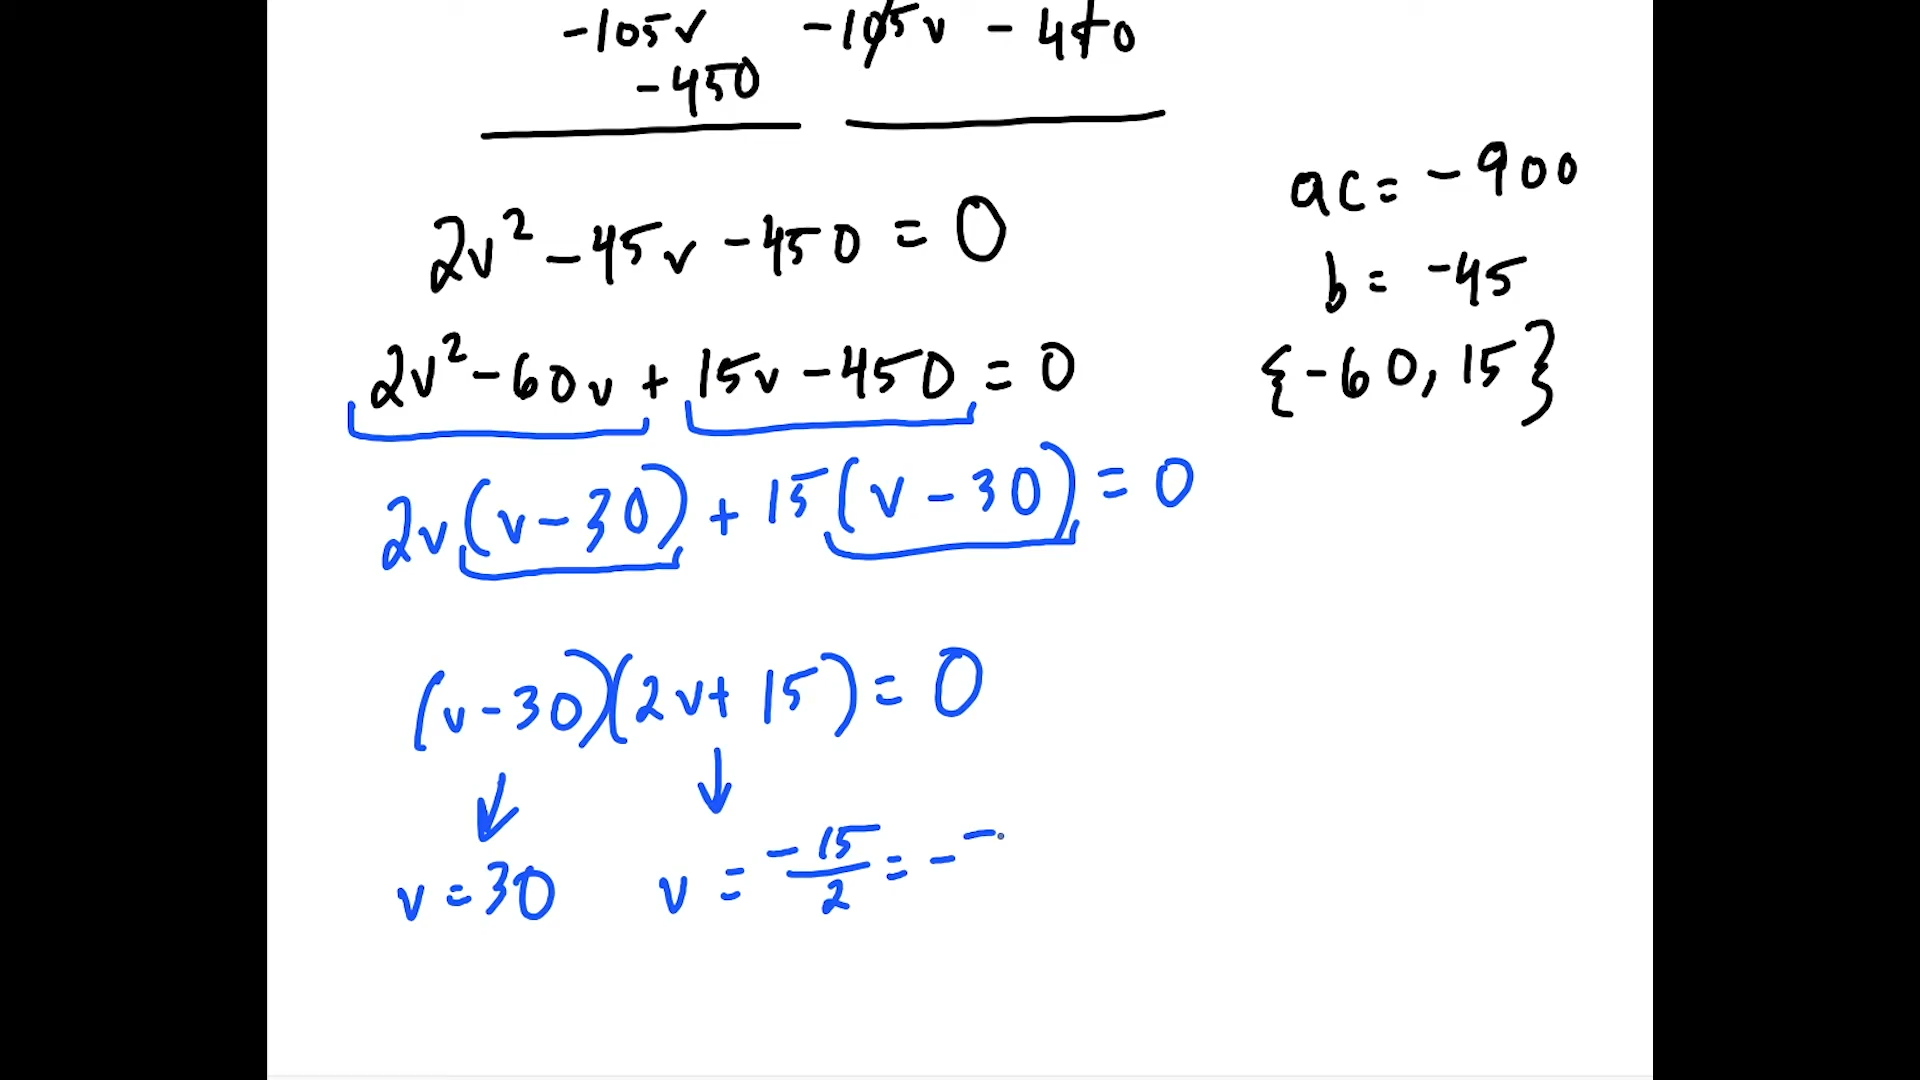 -105v -105v - 450
-450
2v² - 45v - 450 = 0
ac = -900
b = -45
{-60, 15}
2v² - 60v + 15v - 450 = 0
2v(v - 30) + 15(v - 30) = 0
(v - 30)(2v + 15) = 0
v = 30 v = -15/2 = -